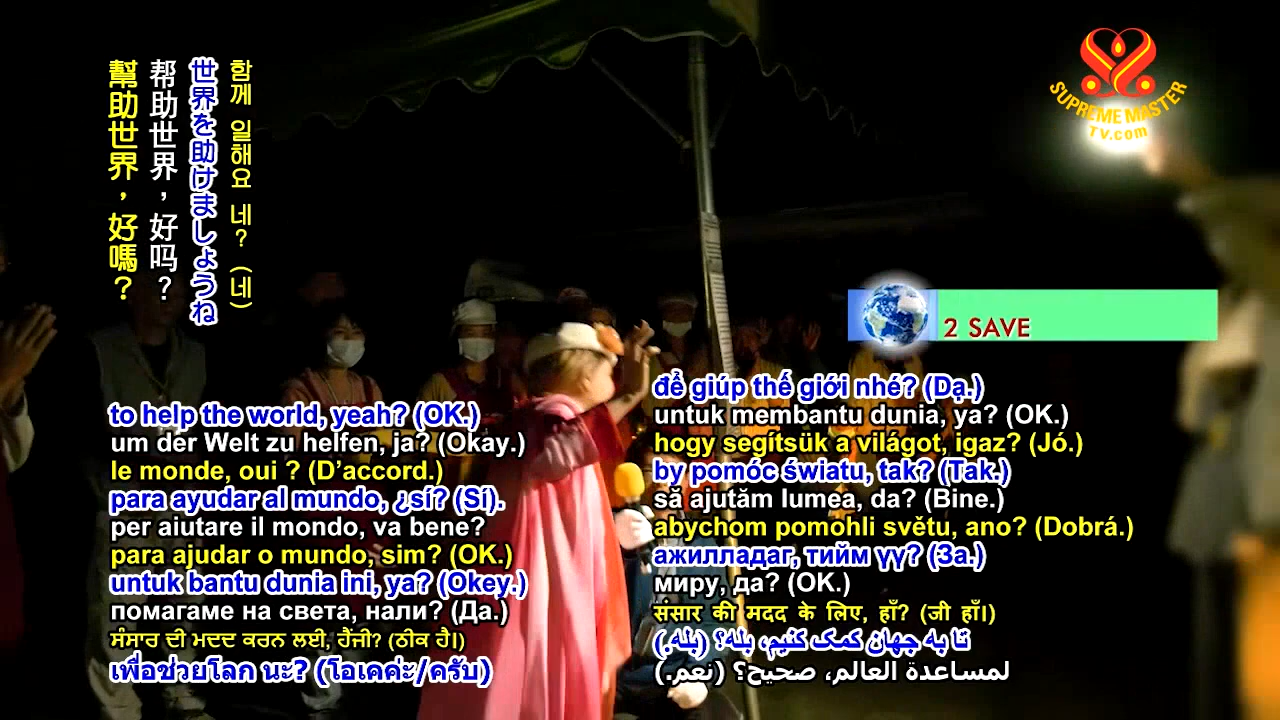 幫助世界，好嗎？
帮助世界，好吗？
世界を助けましょうね
함께 일해요 네? (네)
SUPREME MASTER
TV.com
2 SAVE
to help the world, yeah? (OK.)
um der Welt zu helfen, ja? (Okay.)
le monde, oui ? (D’accord.)
para ayudar al mundo, ¿sí? (Sí).
per aiutare il mondo, va bene?
para ajudar o mundo, sim? (OK.)
untuk bantu dunia ini, ya? (Okey.)
помагаме на света, нали? (Да.)
ਸੰਸਾਰ ਦੀ ਮਦਦ ਕਰਨ ਲਈ, ਹੈਂਜੀ? (ਠੀਕ ਹੈ।)
เพื่อช่วยโลก นะ? (โอเคค่ะ/ครับ)
để giúp thế giới nhé? (Dạ.)
untuk membantu dunia, ya? (OK.)
hogy segítsük a világot, igaz? (Jó.)
by pomóc światu, tak? (Tak.)
să ajutăm lumea, da? (Bine.)
abychom pomohli světu, ano? (Dobrá.)
ажилладаг, тийм үү? (За.)
миру, да? (OK.)
संसार की मदद के लिए, हाँ? (जी हाँ।)
تا به جهان کمک کنیم، بله؟ (بله.)
لمساعدة العالم، صحيح؟ (نعم.)